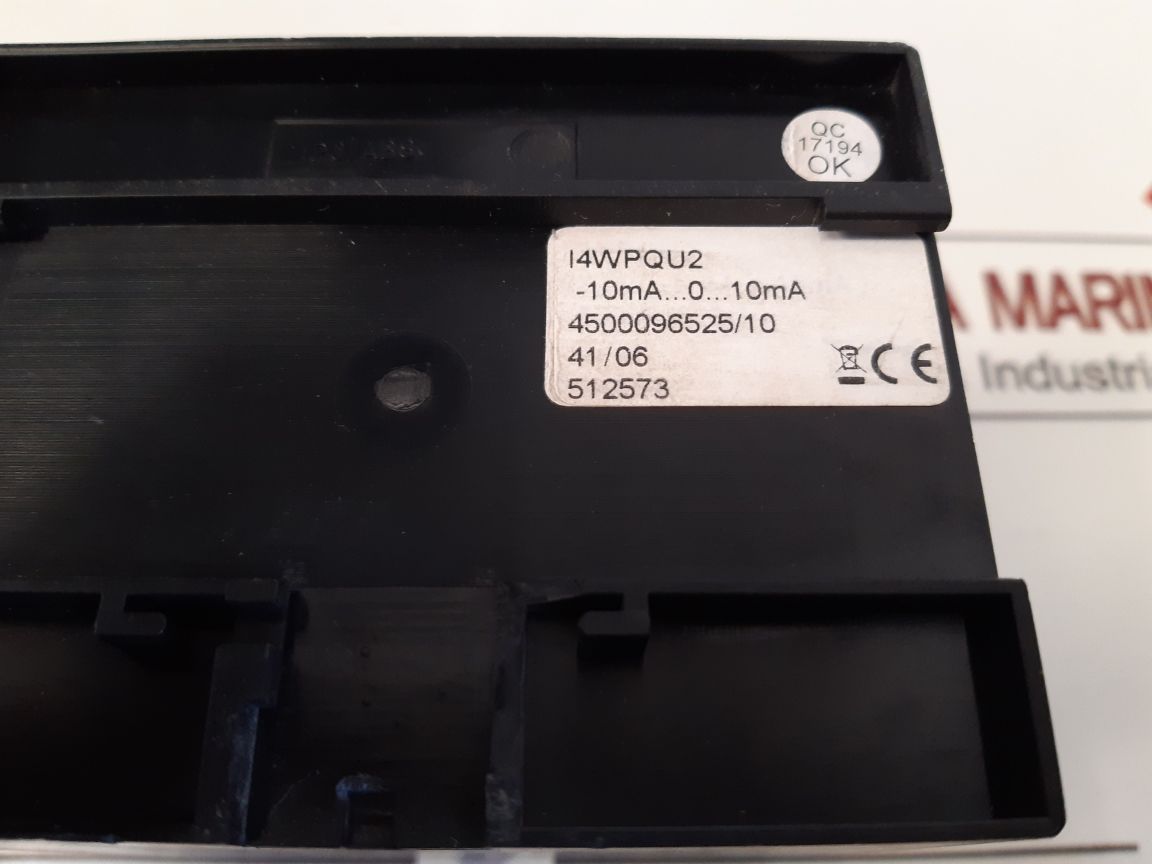 QC
17194
OK
I4WPQU2
-10mA...0...10mA
4500096525/10
41/06
512573
CE
MARIN
Industri